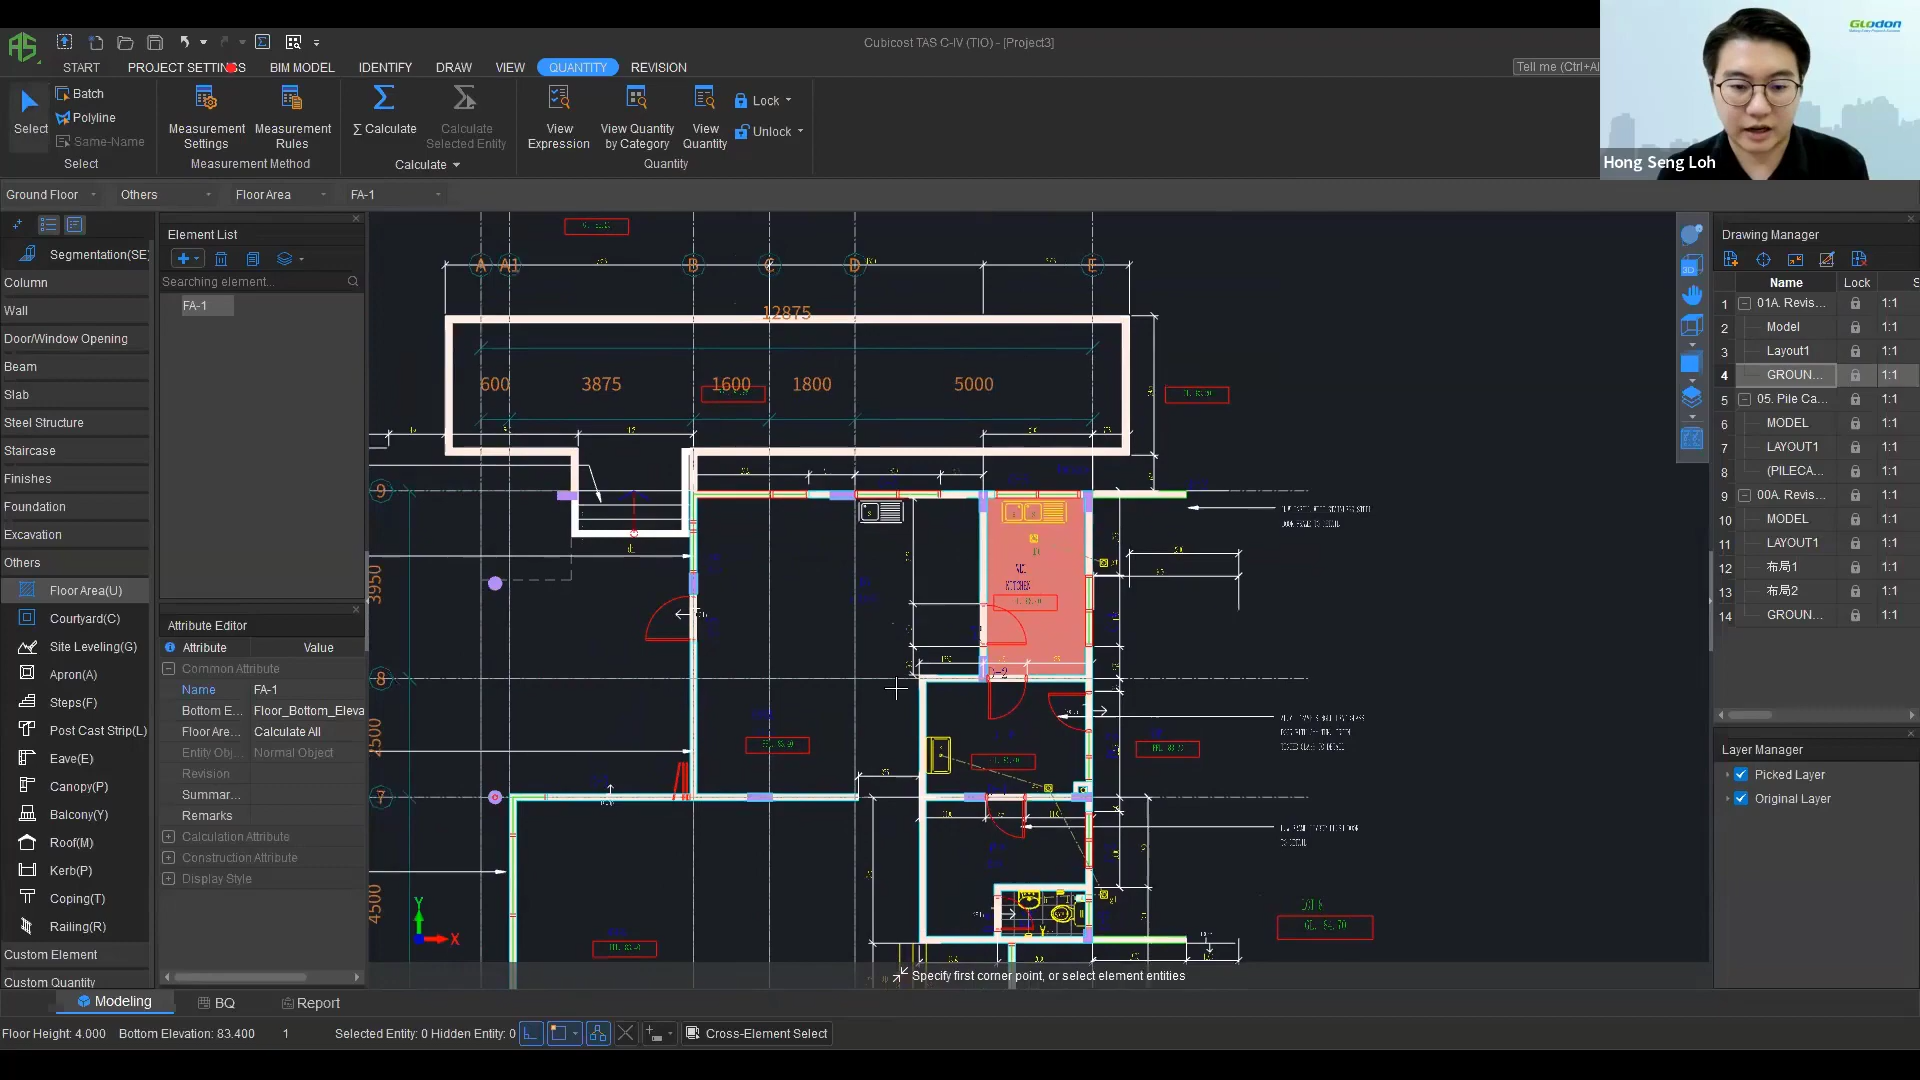 Cubicost TAS C-IV (TIO) - [Project3]
START
PROJECT SETTINGS
BIM MODEL
IDENTIFY
DRAW
VIEW
QUANTITY
REVISION
Tell me (Ctrl+Al
Glodon
Hong Seng Loh
Select
Batch
Polyline
Same-Name
Select
Measurement Settings
Measurement Rules
Measurement Method
Σ Calculate
Calculate Selected Entity
Calculate
View Expression
View Quantity by Category
View Quantity
Lock
Unlock
Quantity
Ground Floor
Others
Floor Area
FA-1
Segmentation(SE)
Column
Wall
Door/Window Opening
Beam
Slab
Steel Structure
Staircase
Finishes
Foundation
Excavation
Others
Floor Area(U)
Courtyard(C)
Site Leveling(G)
Apron(A)
Steps(F)
Post Cast Strip(L)
Eave(E)
Canopy(P)
Balcony(Y)
Roof(M)
Kerb(P)
Coping(T)
Railing(R)
Custom Element
Custom Quantity
Element List
Searching element...
FA-1
Attribute Editor
Attribute Value
Common Attribute
Name FA-1
Bottom E... Floor_Bottom_Eleva
Floor Are... Calculate All
Entity Obj... Normal Object
Revision
Summar...
Remarks
Calculation Attribute
Construction Attribute
Display Style
A A1 B C D E
12875
600 3875 1600 1800 5000
9
3950
8
2500
7
4500
KITCHEN
Y
X
Specify first corner point, or select element entities
3D
Drawing Manager
Name Lock S
1 01A. Revis... 1:1
2 Model 1:1
3 Layout1 1:1
4 GROUN... 1:1
5 05. Pile Ca... 1:1
6 MODEL 1:1
7 LAYOUT1 1:1
8 (PILECA... 1:1
9 00A. Revis... 1:1
10 MODEL 1:1
11 LAYOUT1 1:1
12 布局1 1:1
13 布局2 1:1
14 GROUN... 1:1
Layer Manager
Picked Layer
Original Layer
Modeling
BQ
Report
Floor Height: 4.000 Bottom Elevation: 83.400 1 Selected Entity: 0 Hidden Entity: 0 Cross-Element Select